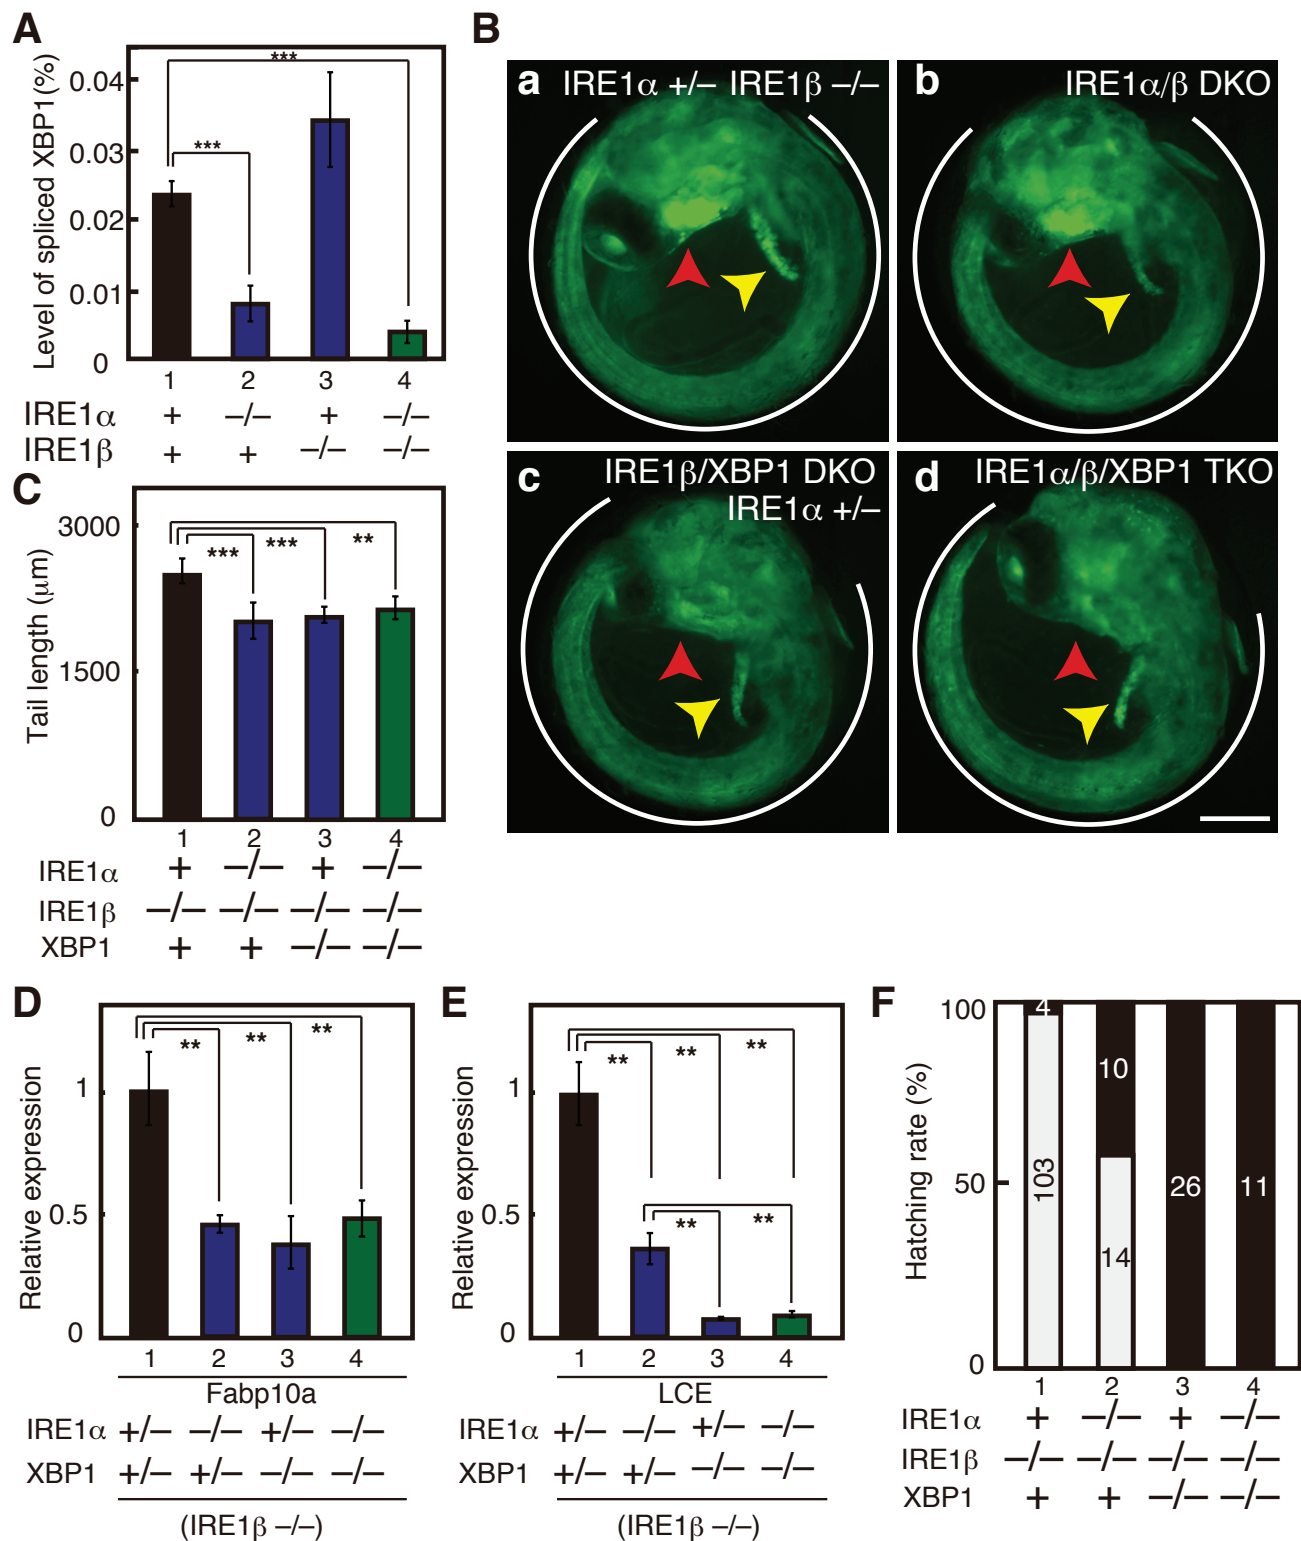 A
Level of spliced XBP1(%)
0.04
0.03
0.02
0.01
0
***
***
1 2 3 4
IRE1α + –/– + –/–
IRE1β + + –/– –/–
B
a IRE1α +/– IRE1β –/–
b IRE1α/β DKO
c IRE1β/XBP1 DKO
IRE1α +/–
d IRE1α/β/XBP1 TKO
C
Tail length (μm)
3000
1500
0
*** *** **
1 2 3 4
IRE1α + –/– + –/–
IRE1β –/– –/– –/– –/–
XBP1 + + –/– –/–
D
Relative expression
1
0.5
0
** ** **
1 2 3 4
Fabp10a
IRE1α +/– –/– +/– –/–
XBP1 +/– +/– –/– –/–
(IRE1β –/–)
E
Relative expression
1
0.5
0
** ** **
** **
1 2 3 4
LCE
IRE1α +/– –/– +/– –/–
XBP1 +/– +/– –/– –/–
(IRE1β –/–)
F
Hatching rate (%)
100
50
0
4
103
10
14
26
11
1 2 3 4
IRE1α + –/– + –/–
IRE1β –/– –/– –/– –/–
XBP1 + + –/– –/–